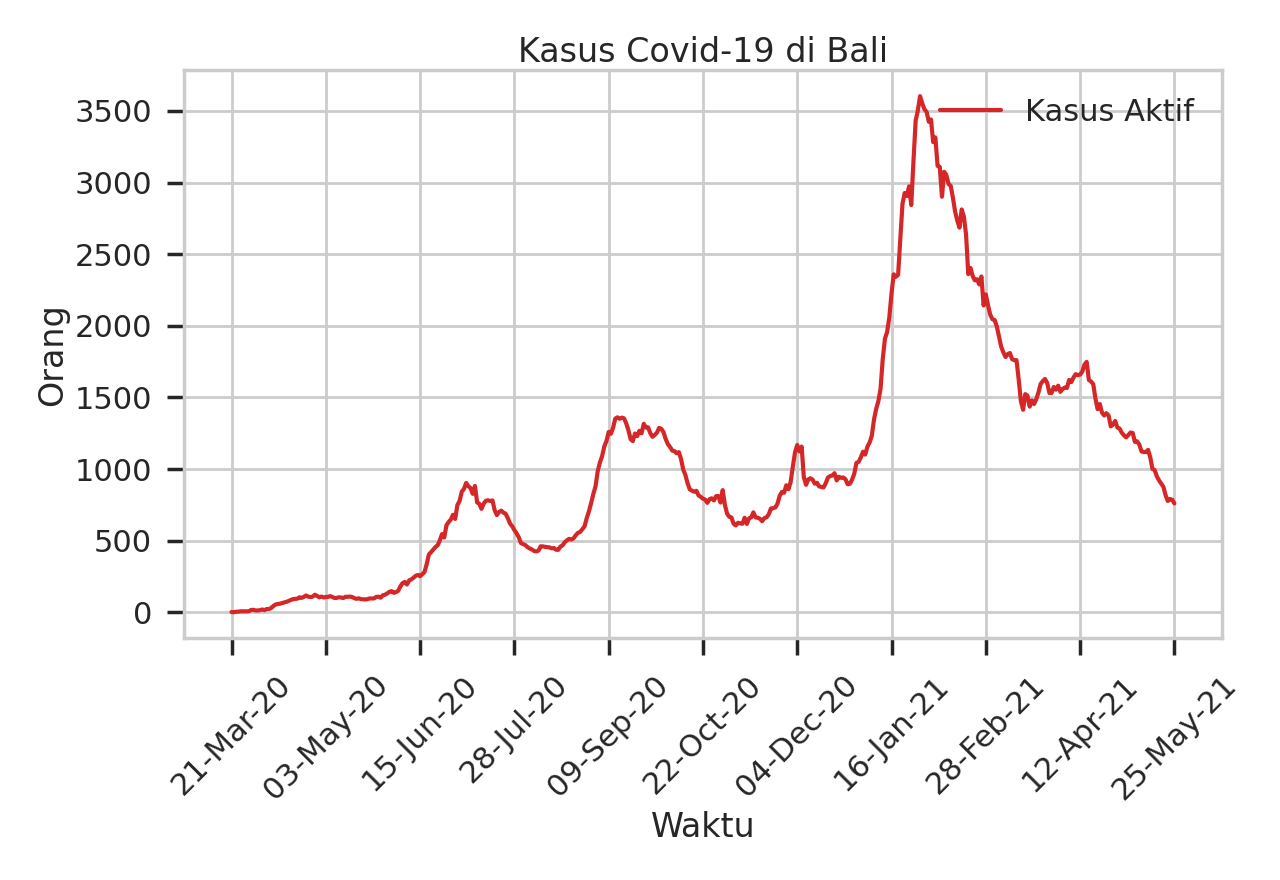 Kasus Covid-19 di Bali
Kasus Aktif
Orang
3500
3000
2500
2000
1500
1000
500
0
21-Mar-20
03-May-20
15-Jun-20
28-Jul-20
09-Sep-20
22-Oct-20
04-Dec-20
16-Jan-21
28-Feb-21
12-Apr-21
25-May-21
Waktu